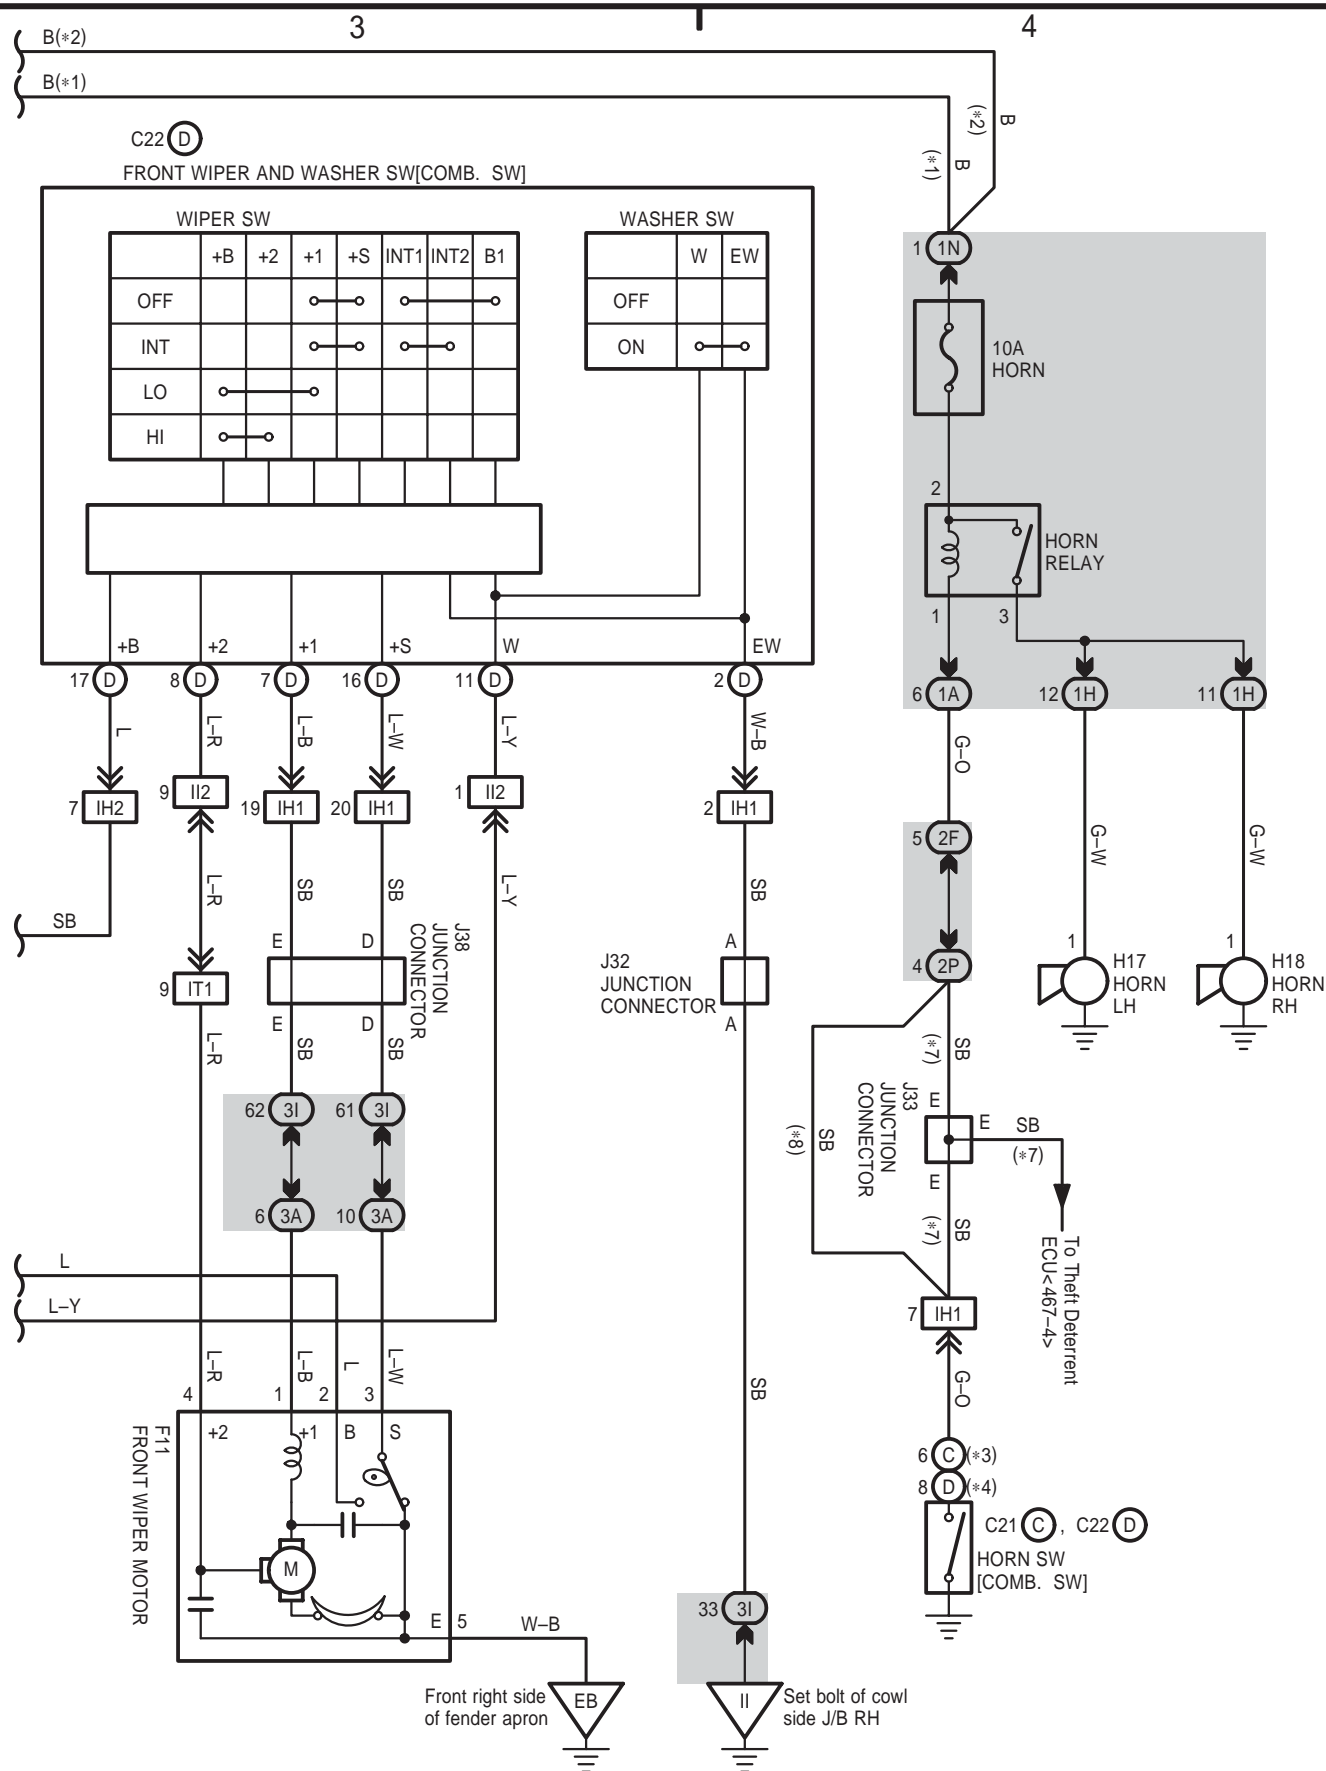 3
4
B(*2)
B(*1)
B
(*2)
B
(*1)
C22 D
FRONT WIPER AND WASHER SW[COMB. SW]
WIPER SW
+B +2 +1 +S INT1 INT2 B1
OFF
INT
LO
HI
WASHER SW
W EW
OFF
ON
+B +2 +1 +S W EW
17 D 8 D 7 D 16 D 11 D 2 D
L L-R L-B L-W L-Y W-B
7 IH2 9 II2 19 IH1 20 IH1 1 II2 2 IH1
L-R SB SB L-Y SB
SB
E D
J38
JUNCTION
CONNECTOR
9 IT1
E D
L-R SB SB
A
J32
JUNCTION
CONNECTOR
A
62 3I 61 3I
6 3A 10 3A
L
L-Y
L-R L-B L L-W
4 1 2 3
+2 +1 B S
F11
FRONT WIPER MOTOR
M
E 5
W-B
EB
Front right side
of fender apron
SB
33 3I
II
Set bolt of cowl
side J/B RH
1 1N
10A
HORN
2
HORN
RELAY
1 3
6 1A 12 1H 11 1H
G-O G-W G-W
5 2F
4 2P
1
H17
HORN
LH
1
H18
HORN
RH
SB
(*7)
SB
(*8)
J33
JUNCTION
CONNECTOR
E
E SB
(*7)
E
SB
(*7)
To Theft Deterrent
ECU<467-4>
7 IH1
G-O
6 C (*3)
8 D (*4)
C21 C , C22 D
HORN SW
[COMB. SW]